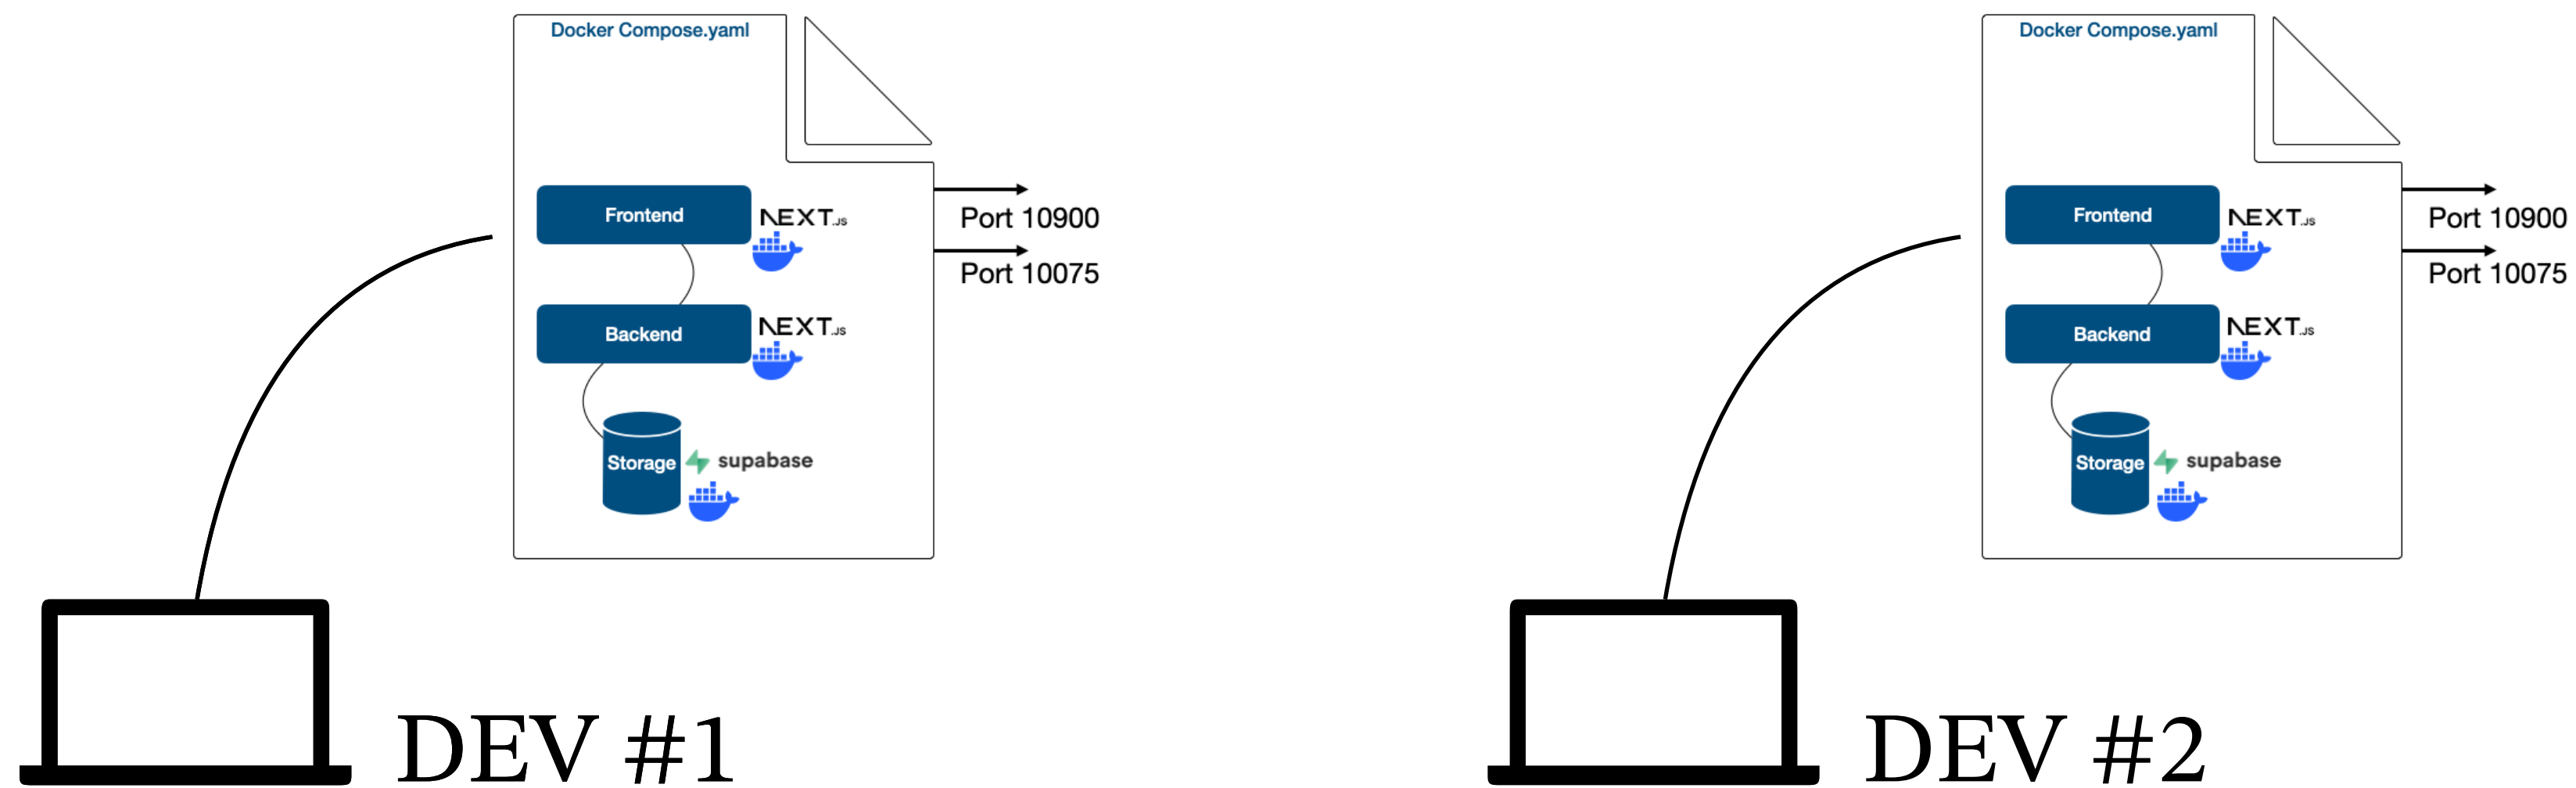 Docker Compose.yaml
Frontend
NEXT.JS
Port 10900
Port 10075
Backend
NEXT.JS
Storage
supabase
DEV #1
Docker Compose.yaml
Frontend
NEXT.JS
Port 10900
Port 10075
Backend
NEXT.JS
Storage
supabase
DEV #2